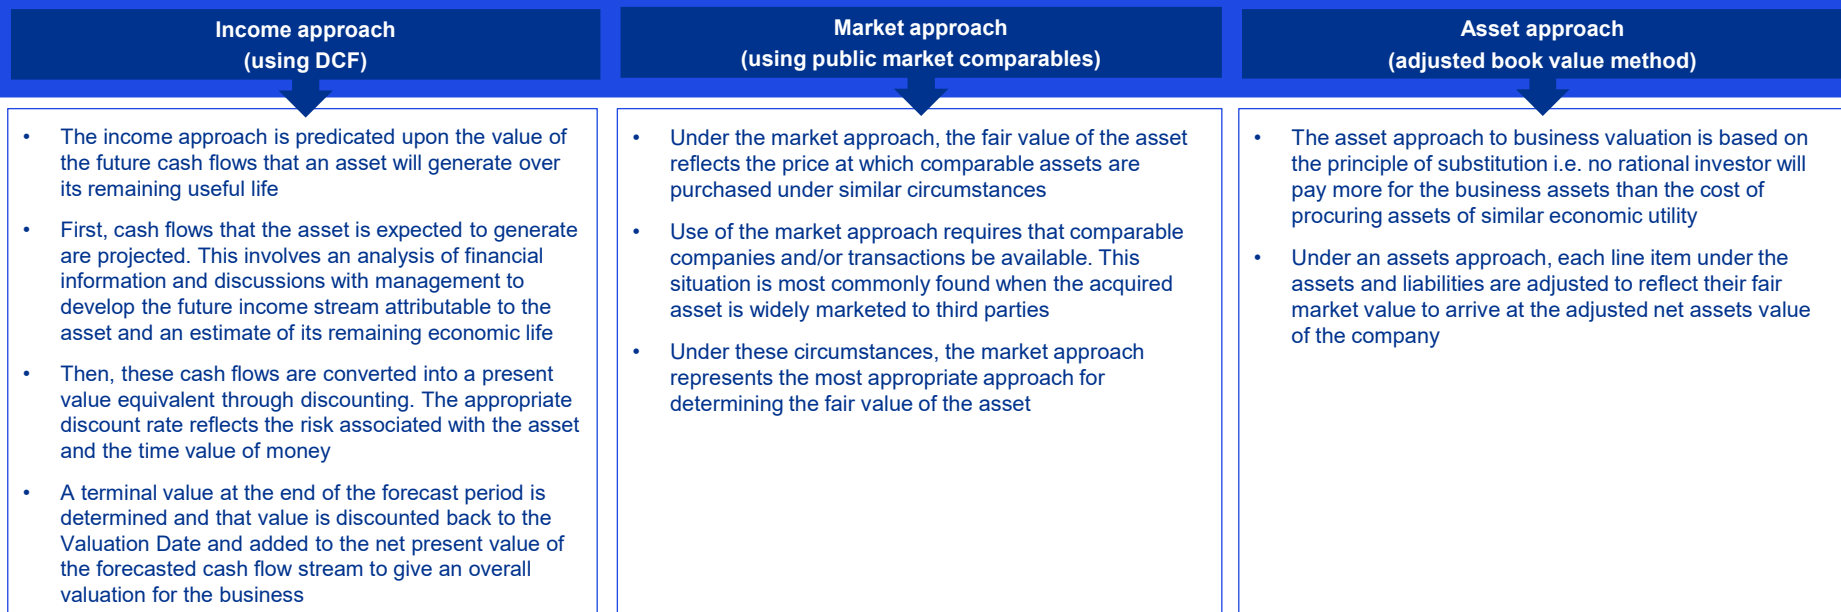 Income approach
(using DCF)
• The income approach is predicated upon the value of
the future cash flows that an asset will generate over
its remaining useful life
• First, cash flows that the asset is expected to generate
are projected. This involves an analysis of financial
information and discussions with management to
develop the future income stream attributable to the
asset and an estimate of its remaining economic life
• Then, these cash flows are converted into a present
value equivalent through discounting. The appropriate
discount rate reflects the risk associated with the asset
and the time value of money
• A terminal value at the end of the forecast period is
determined and that value is discounted back to the
Valuation Date and added to the net present value of
the forecasted cash flow stream to give an overall
valuation for the business
Market approach
(using public market comparables)
• Under the market approach, the fair value of the asset
reflects the price at which comparable assets are
purchased under similar circumstances
• Use of the market approach requires that comparable
companies and/or transactions be available. This
situation is most commonly found when the acquired
asset is widely marketed to third parties
• Under these circumstances, the market approach
represents the most appropriate approach for
determining the fair value of the asset
Asset approach
(adjusted book value method)
• The asset approach to business valuation is based on
the principle of substitution i.e. no rational investor will
pay more for the business assets than the cost of
procuring assets of similar economic utility
• Under an assets approach, each line item under the
assets and liabilities are adjusted to reflect their fair
market value to arrive at the adjusted net assets value
of the company